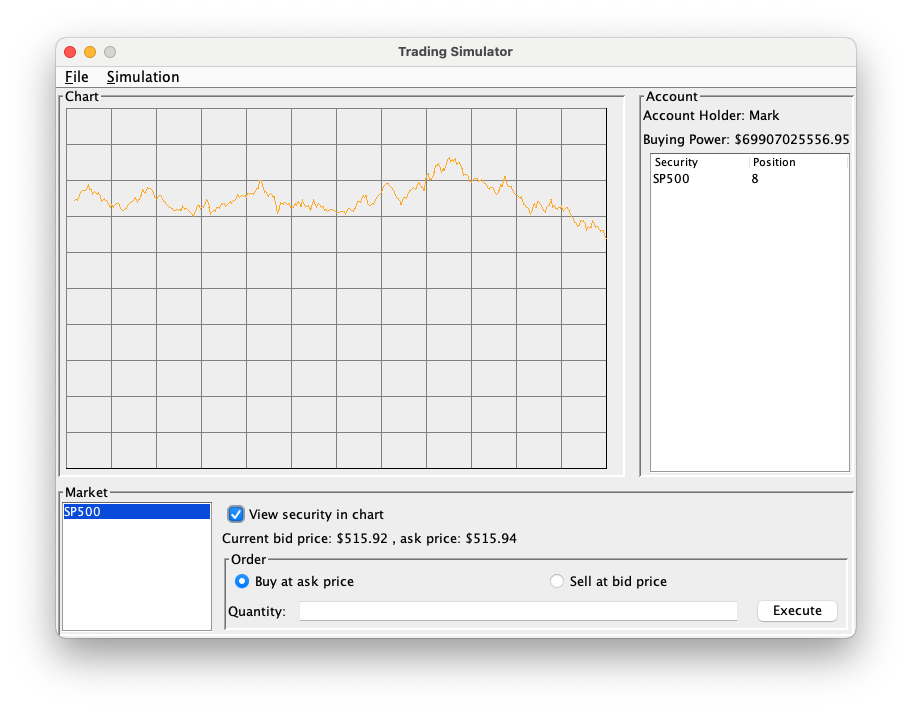 Trading Simulator
File Simulation
Chart
Account
Account Holder: Mark
Buying Power: $69907025556.95
Security Position
SP500 8
Market
SP500
View security in chart
Current bid price: $515.92 , ask price: $515.94
Order
Buy at ask price Sell at bid price
Quantity: Execute